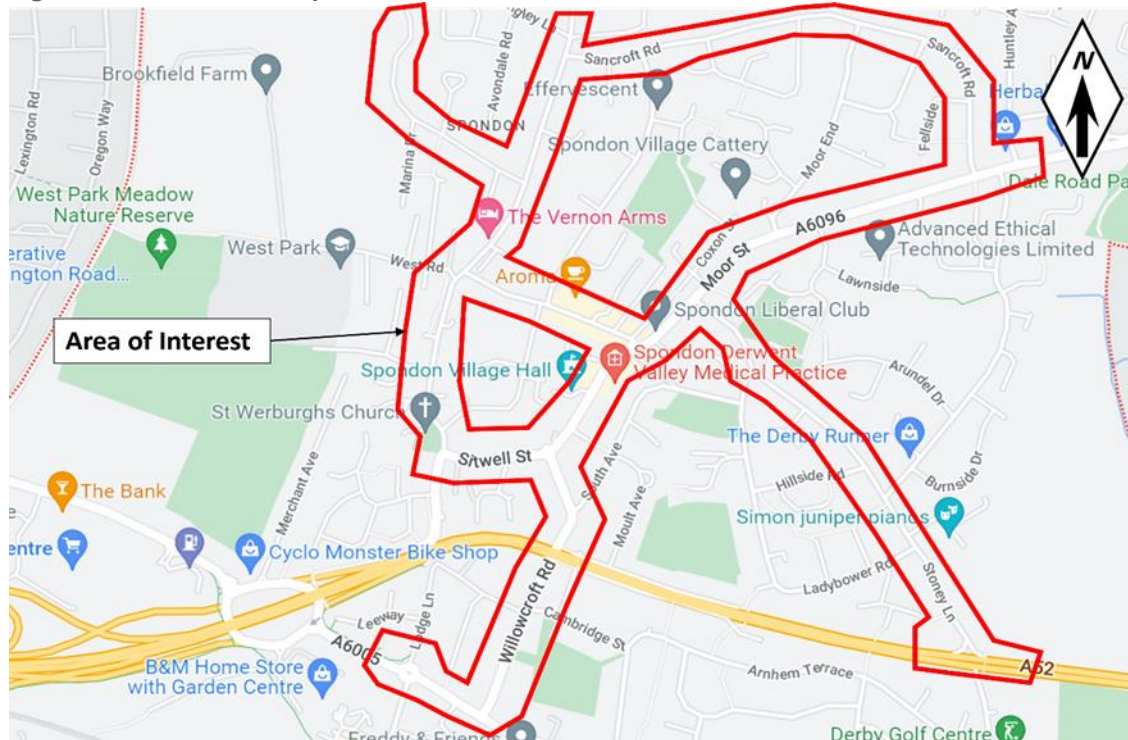 Lexington Rd
Oregon Way
Brookfield Farm
Avondale Rd
Sancroft Rd
Sancroft Rd
Huntley A
N
Effervescent
SPONDON
Marina Dr
Fellside
Herba
Spondon Village Cattery
Moor End
West Park Meadow
Nature Reserve
The Vernon Arms
Dale Road Pa
A6096
Coxon St
Moor St
Advanced Ethical
Technologies Limited
erative
ngton Road...
West Park
West Rd
Aroma
Lawnside
Area of Interest
Spondon Liberal Club
Spondon Village Hall
Spondon Derwent
Valley Medical Practice
Arundel Dr
St Werburghs Church
The Derby Runner
Sitwell St
South Ave
Hillside Rd
Burnside Dr
The Bank
Merchant Ave
Moult Ave
Simon juniper pianos
entre
Cyclo Monster Bike Shop
Ladybower Rd
Stoney Ln
Willowcroft Rd
Leeway
Lodge Ln
Cambridge St
A6005
A52
B&M Home Store
with Garden Centre
Arnhem Terrace
Freddy & Friends
Derby Golf Centre